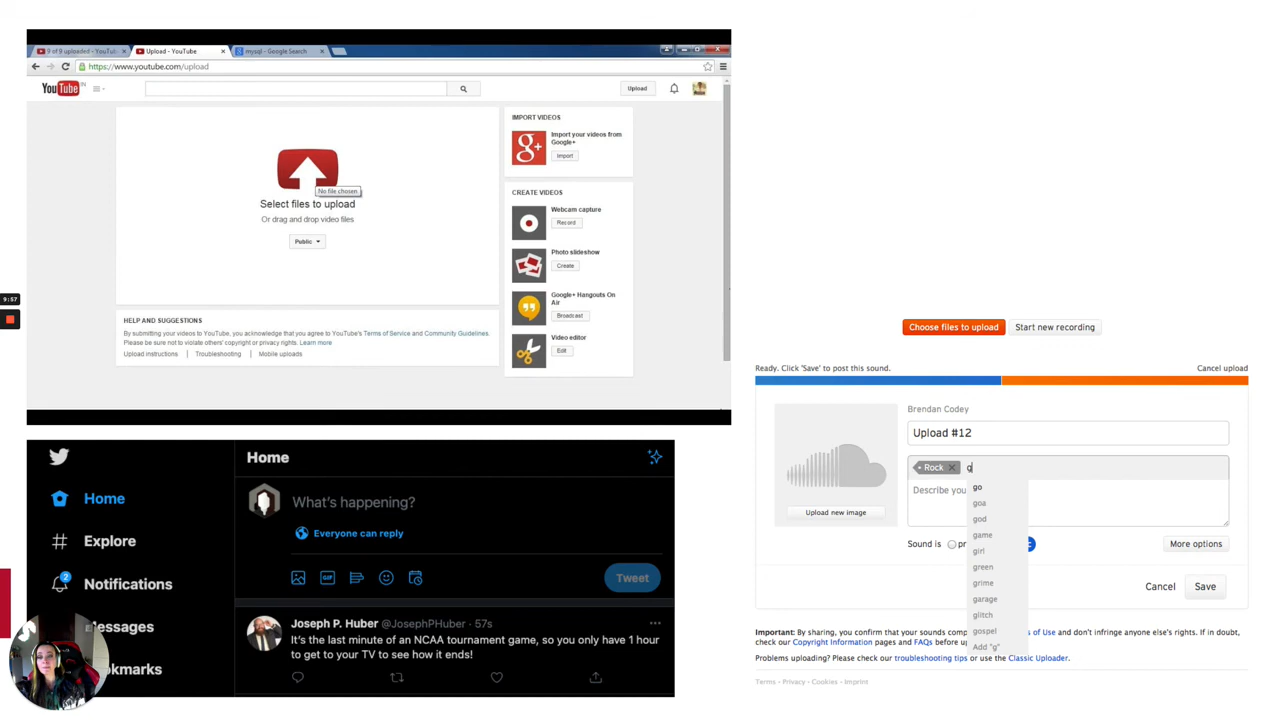 9 of 9 uploaded - YouTu
Upload - YouTube
mysql - Google Search
https://www.youtube.com/upload
YouTube IN
Upload
Select files to upload
No file chosen
Or drag and drop video files
Public
IMPORT VIDEOS
Import your videos from
Google+
Import
CREATE VIDEOS
Webcam capture
Record
Photo slideshow
Create
Google+ Hangouts On
Air
Broadcast
Video editor
Edit
HELP AND SUGGESTIONS
By submitting your videos to YouTube, you acknowledge that you agree to YouTube's Terms of Service and Community Guidelines.
Please be sure not to violate others' copyright or privacy rights. Learn more
Upload instructions | Troubleshooting | Mobile uploads
9:57
Home
Explore
2
Notifications
essages
okmarks
Home
What's happening?
Everyone can reply
GIF
Tweet
Joseph P. Huber @JosephPHuber · 57s
It's the last minute of an NCAA tournament game, so you only have 1 hour
to get to your TV to see how it ends!
Choose files to upload
Start new recording
Ready. Click 'Save' to post this sound.
Cancel upload
Brendan Codey
Upload #12
Rock
g
Describe you
Upload new image
go
goa
god
game
girl
green
grime
garage
glitch
gospel
Add "g"
Sound is pr
More options
Cancel
Save
Important: By sharing, you confirm that your sounds comp s of Use and don't infringe anyone else's rights. If in doubt,
check our Copyright Information pages and FAQs before up
Problems uploading? Please check our troubleshooting tips or use the Classic Uploader.
Terms - Privacy - Cookies - Imprint